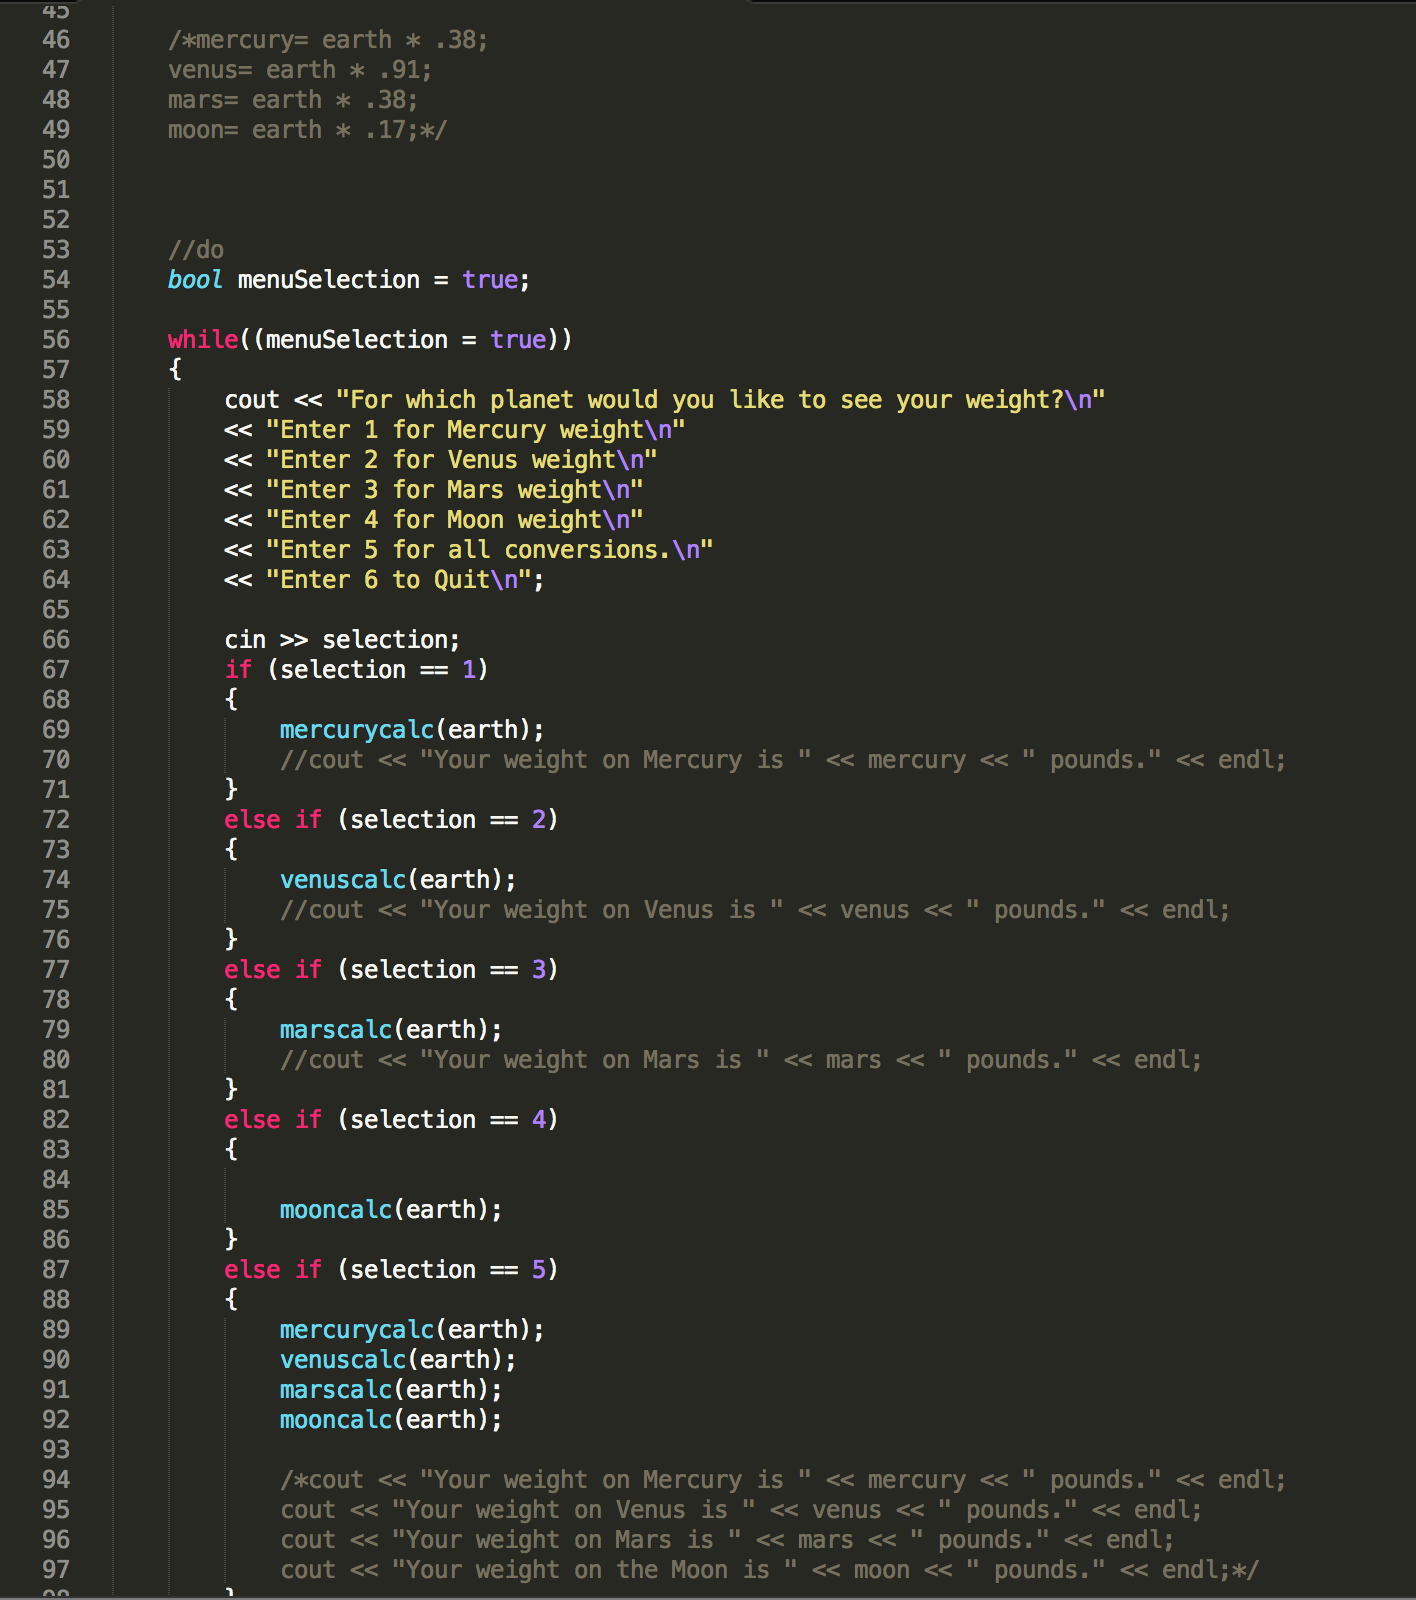 45
46 /*mercury= earth * .38;
47 venus= earth * .91;
48 mars= earth * .38;
49 moon= earth * .17;*/
50
51
52
53 //do
54 bool menuSelection = true;
55
56 while((menuSelection = true))
57 {
58 cout << "For which planet would you like to see your weight?\n"
59 << "Enter 1 for Mercury weight\n"
60 << "Enter 2 for Venus weight\n"
61 << "Enter 3 for Mars weight\n"
62 << "Enter 4 for Moon weight\n"
63 << "Enter 5 for all conversions.\n"
64 << "Enter 6 to Quit\n";
65
66 cin >> selection;
67 if (selection == 1)
68 {
69 mercurycalc(earth);
70 //cout << "Your weight on Mercury is " << mercury << " pounds." << endl;
71 }
72 else if (selection == 2)
73 {
74 venuscalc(earth);
75 //cout << "Your weight on Venus is " << venus << " pounds." << endl;
76 }
77 else if (selection == 3)
78 {
79 marscalc(earth);
80 //cout << "Your weight on Mars is " << mars << " pounds." << endl;
81 }
82 else if (selection == 4)
83 {
84
85 mooncalc(earth);
86 }
87 else if (selection == 5)
88 {
89 mercurycalc(earth);
90 venuscalc(earth);
91 marscalc(earth);
92 mooncalc(earth);
93
94 /*cout << "Your weight on Mercury is " << mercury << " pounds." << endl;
95 cout << "Your weight on Venus is " << venus << " pounds." << endl;
96 cout << "Your weight on Mars is " << mars << " pounds." << endl;
97 cout << "Your weight on the Moon is " << moon << " pounds." << endl;*/
98 }